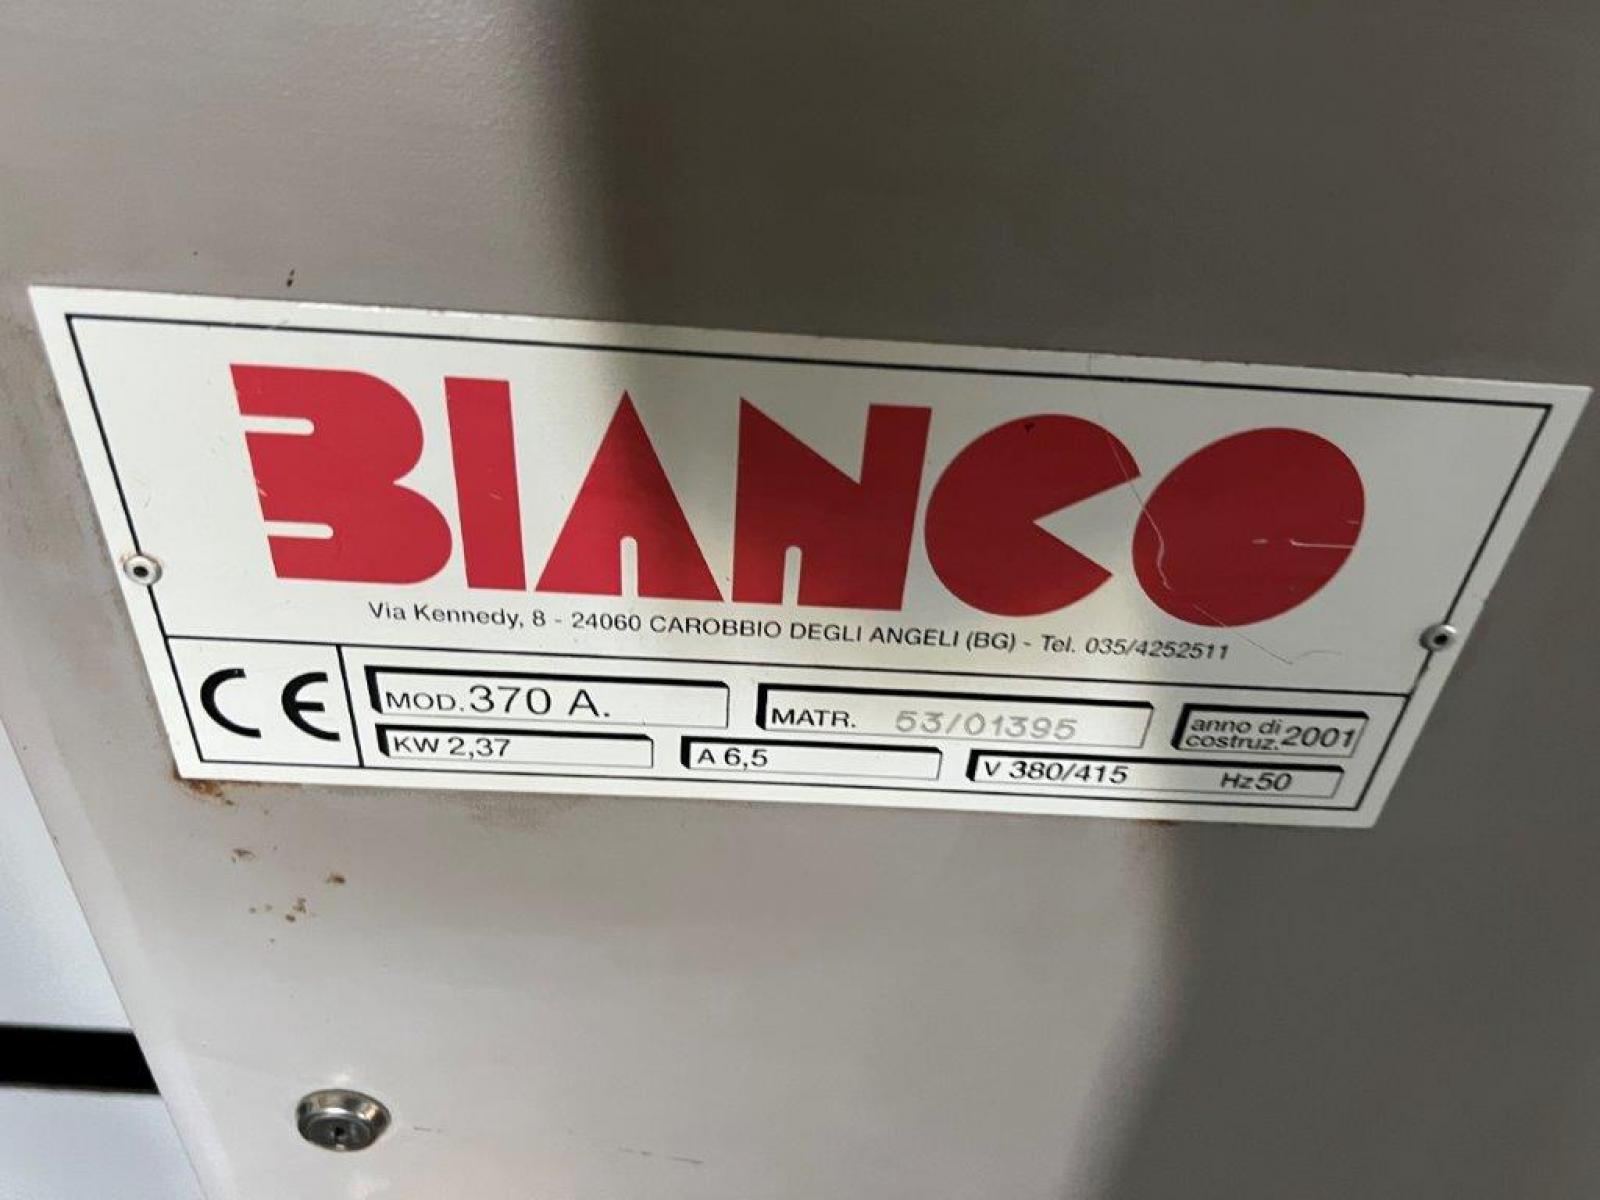 BIANCO
Via Kennedy, 8 - 24060 CAROBBIO DEGLI ANGELI (BG) - Tel. 035/4252511
CE
MOD. 370 A.
MATR. 53/01395
anno di
costruz. 2001
KW 2,37
A 6,5
V 380/415 Hz 50